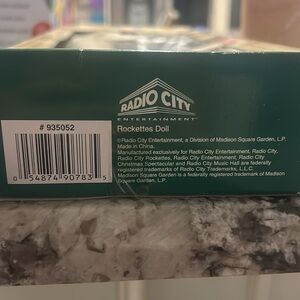 RADIO CITY
ENTERTAINMENT
# 935052
Rockettes Doll
©Radio City Entertainment, a Division of Madison Square Garden, L.P.
Made in China.
Manufactured exclusively for Radio City Entertainment, Radio City,
Radio City Rockettes, Radio City Entertainment, Radio City
Christmas Spectacular and Radio City Music Hall are federally
registered trademarks of Radio City Trademarks, L.L.C.
Madison Square Garden is a federally registered trademark of Madison
Square Garden, L.P.
0 54874 90783 5